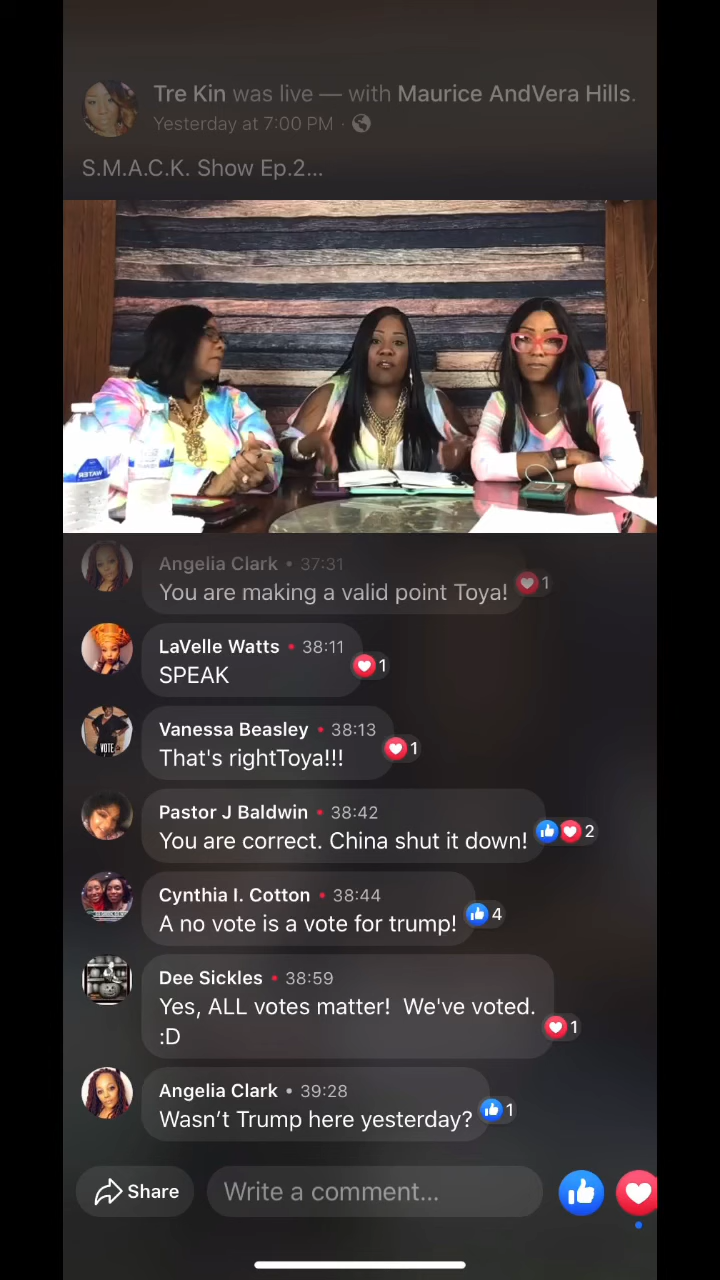 Tre Kin was live — with Maurice AndVera Hills.
Yesterday at 7:00 PM ·
S.M.A.C.K. Show Ep.2...
WATER
Angelia Clark • 37:31
You are making a valid point Toya!
1
LaVelle Watts • 38:11
SPEAK
1
Vanessa Beasley • 38:13
That's rightToya!!!
1
VOTE
Pastor J Baldwin • 38:42
You are correct. China shut it down!
2
Cynthia I. Cotton • 38:44
A no vote is a vote for trump!
4
Dee Sickles • 38:59
Yes, ALL votes matter!  We've voted.
:D
1
Angelia Clark • 39:28
Wasn’t Trump here yesterday?
1
Share
Write a comment...